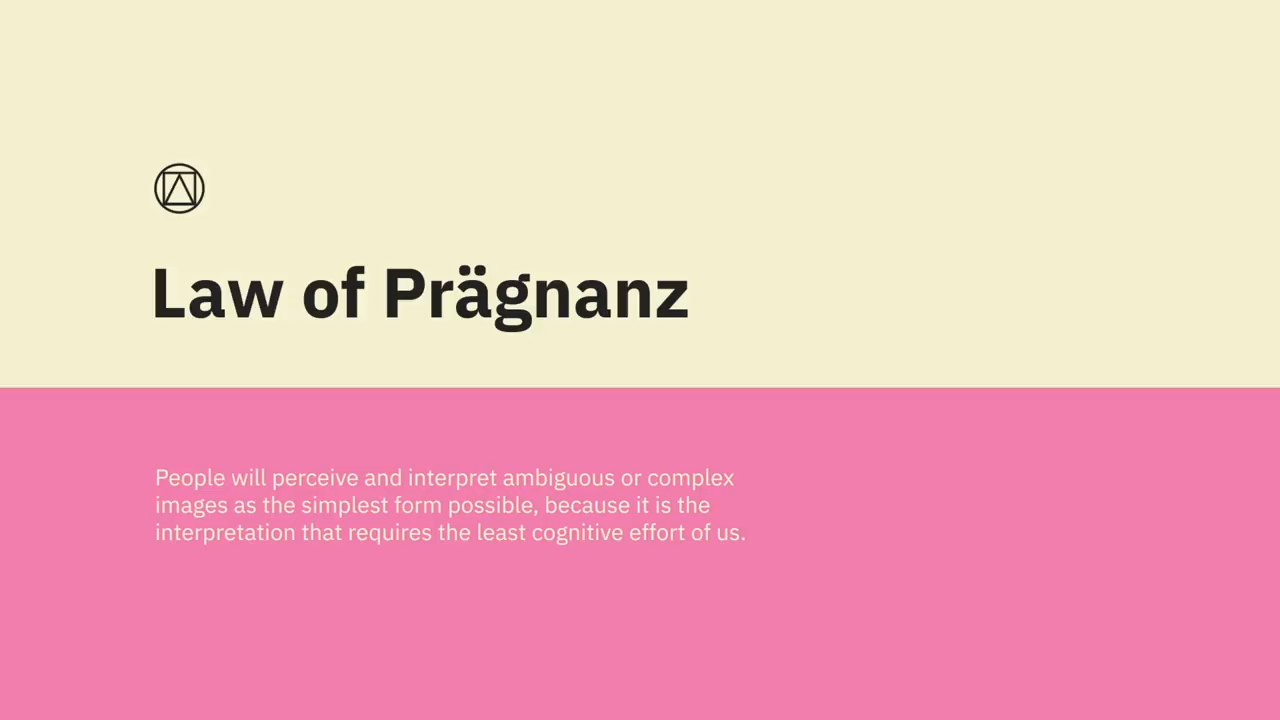 Law of Prägnanz
People will perceive and interpret ambiguous or complex
images as the simplest form possible, because it is the
interpretation that requires the least cognitive effort of us.